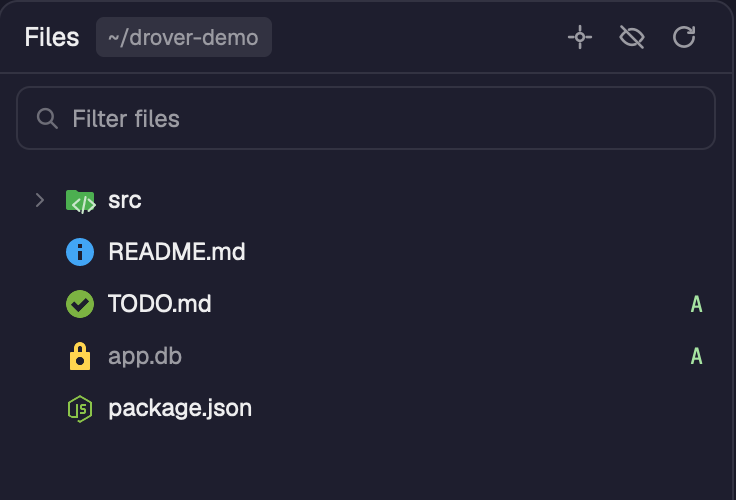 Files ~/drover-demo
Filter files
src
README.md
TODO.md A
app.db A
package.json